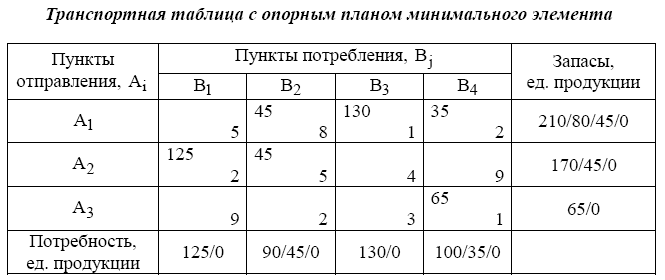 Транспортная таблица с опорным планом минимального элемента
Пункты отправления, Ai
Пункты потребления, Bj
Запасы, ед. продукции
B1 B2 B3 B4
A1 5 45 8 130 1 35 2 210/80/45/0
A2 125 2 45 5 4 9 170/45/0
A3 9 2 3 65 1 65/0
Потребность, ед. продукции 125/0 90/45/0 130/0 100/35/0